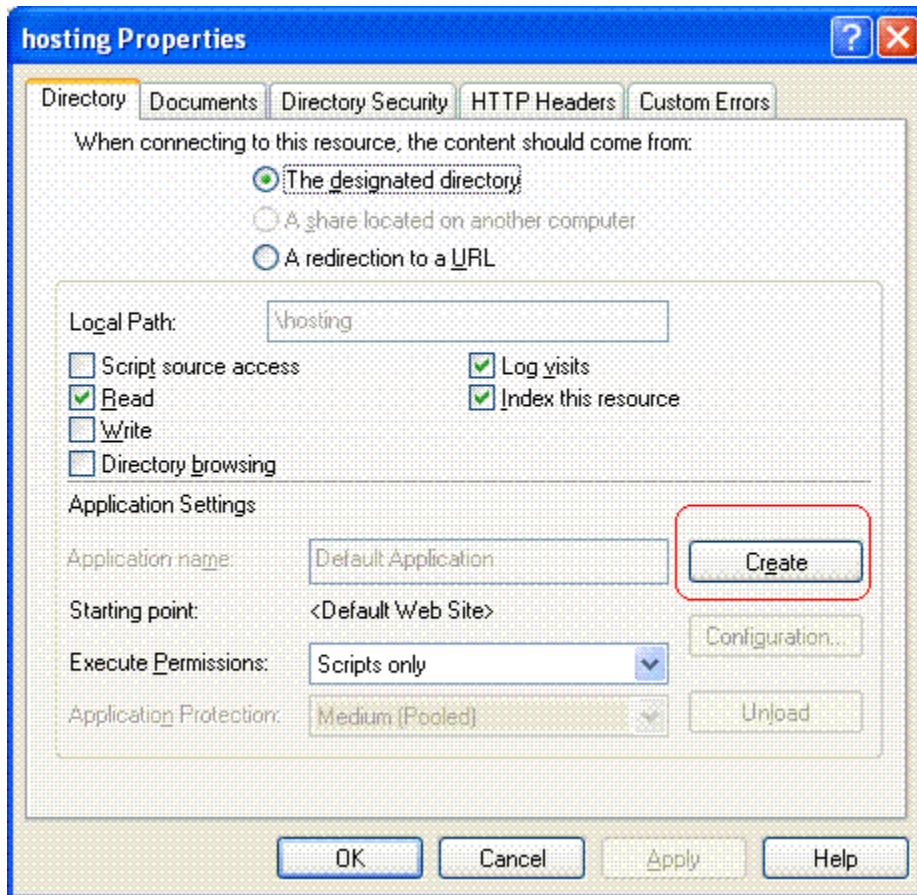 hosting Properties
Directory Documents Directory Security HTTP Headers Custom Errors
When connecting to this resource, the content should come from:
The designated directory
A share located on another computer
A redirection to a URL
Local Path: \hosting
Script source access Log visits
Read Index this resource
Write
Directory browsing
Application Settings
Application name: Default Application Create
Starting point: <Default Web Site>
Configuration...
Execute Permissions: Scripts only
Application Protection: Medium (Pooled) Unload
OK Cancel Apply Help